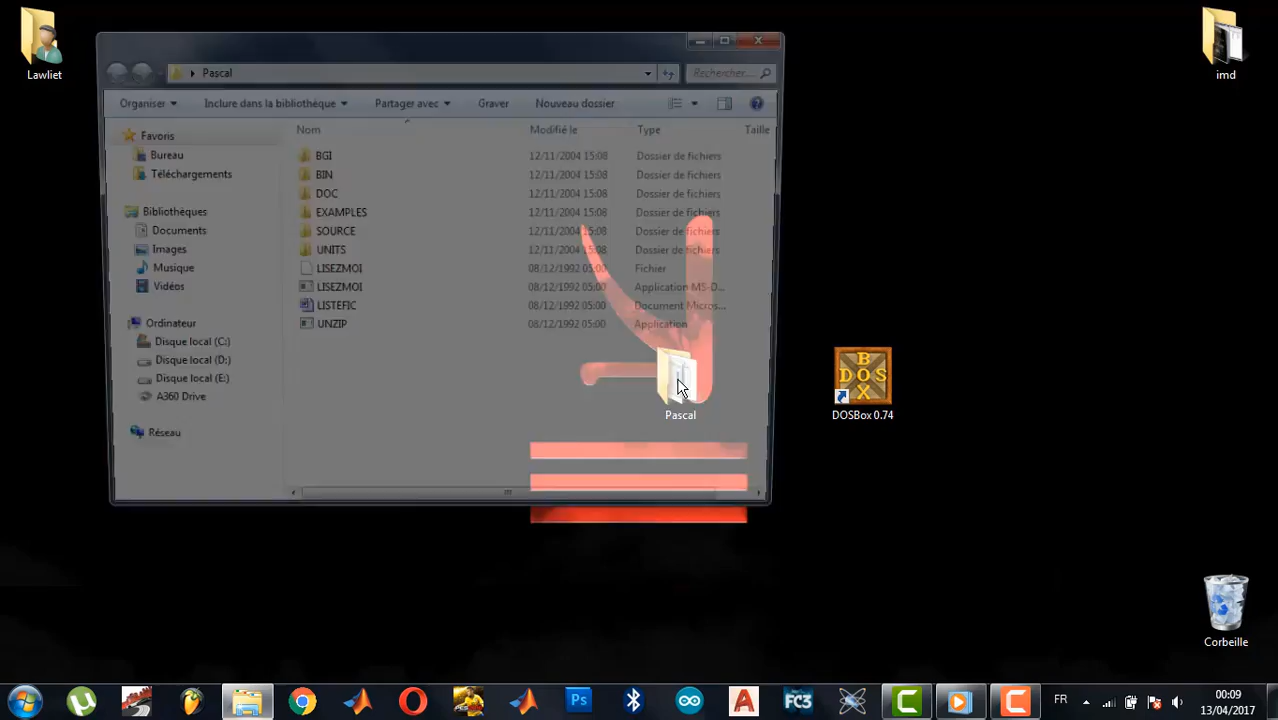 Lawliet
imd
Pascal
Rechercher...
Organiser
Inclure dans la bibliothèque
Partager avec
Graver
Nouveau dossier
Nom
Modifié le
Type
Taille
Favoris
Bureau
Téléchargements
Bibliothèques
Documents
Images
Musique
Vidéos
Ordinateur
Disque local (C:)
Disque local (D:)
Disque local (E:)
A360 Drive
Réseau
BGI 12/11/2004 15:08 Dossier de fichiers
BIN 12/11/2004 15:08 Dossier de fichiers
DOC 12/11/2004 15:08 Dossier de fichiers
EXAMPLES 12/11/2004 15:08 Dossier de fichiers
SOURCE 12/11/2004 15:08 Dossier de fichiers
UNITS 12/11/2004 15:08 Dossier de fichiers
LISEZMOI 08/12/1992 05:00 Fichier
LISEZMOI 08/12/1992 05:00 Application MS-D...
LISTEFIC 08/12/1992 05:00 Document Micros...
UNZIP 08/12/1992 05:00 Application
Pascal
B
DOS
X
DOSBox 0.74
Corbeille
Ps
A
FC3
FR
00:09
13/04/2017